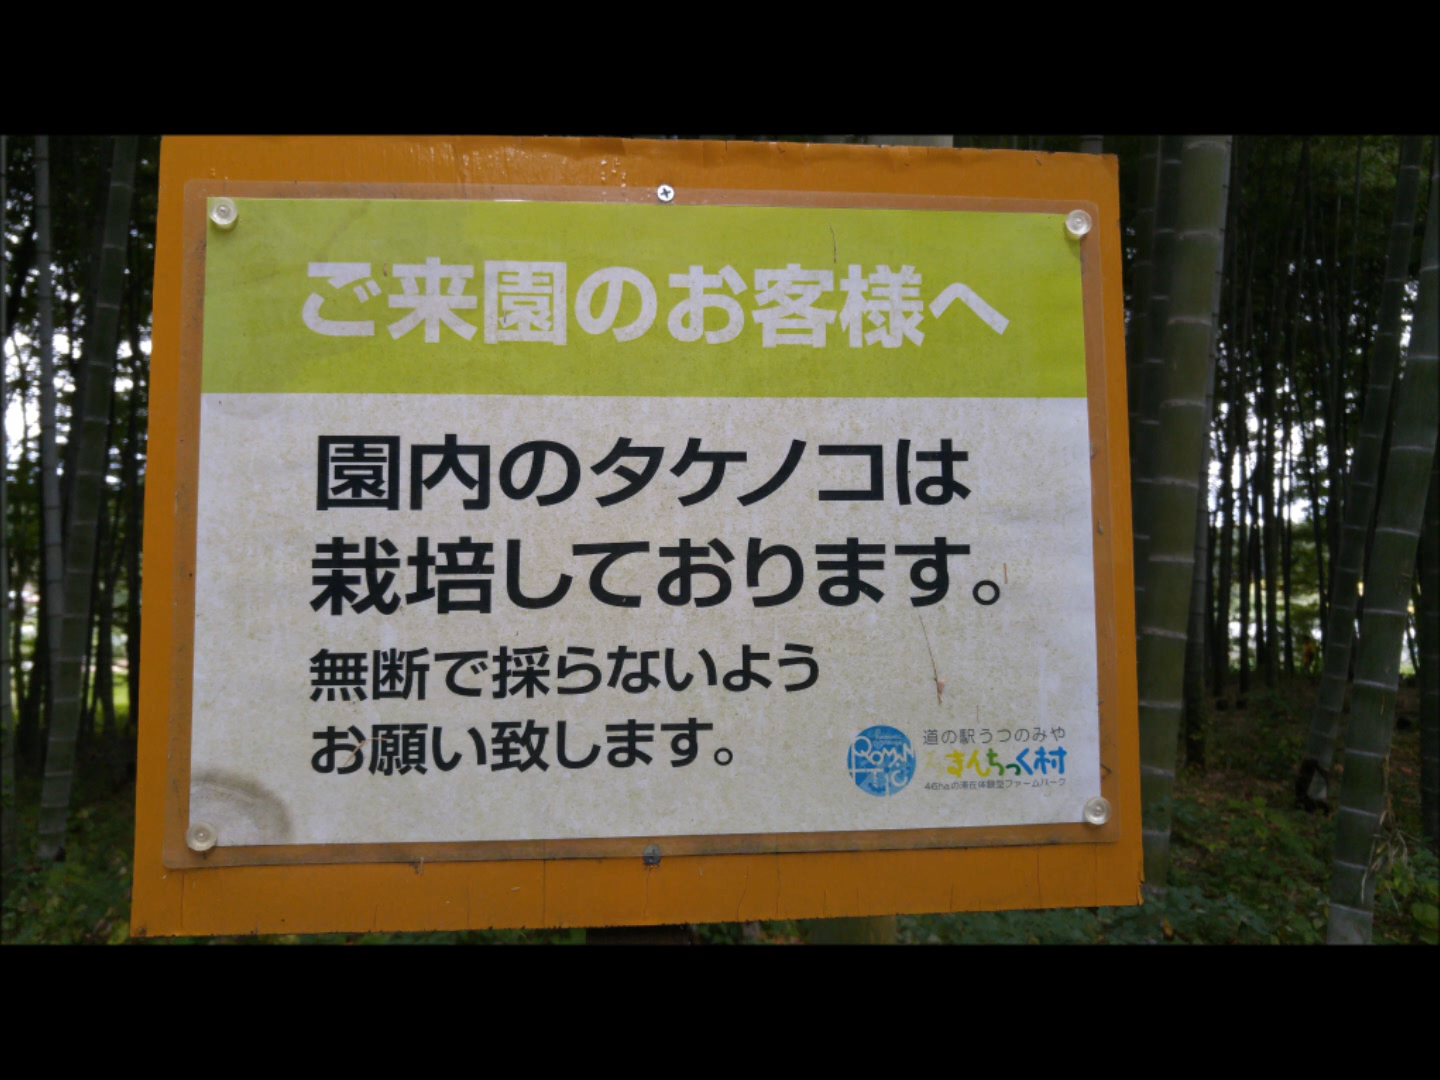 ご来園のお客様へ
園内のタケノコは
栽培しております。
無断で採らないよう
お願い致します。
道の駅うつのみや
ろまんちっく村
46haの滞在体験型ファームパーク